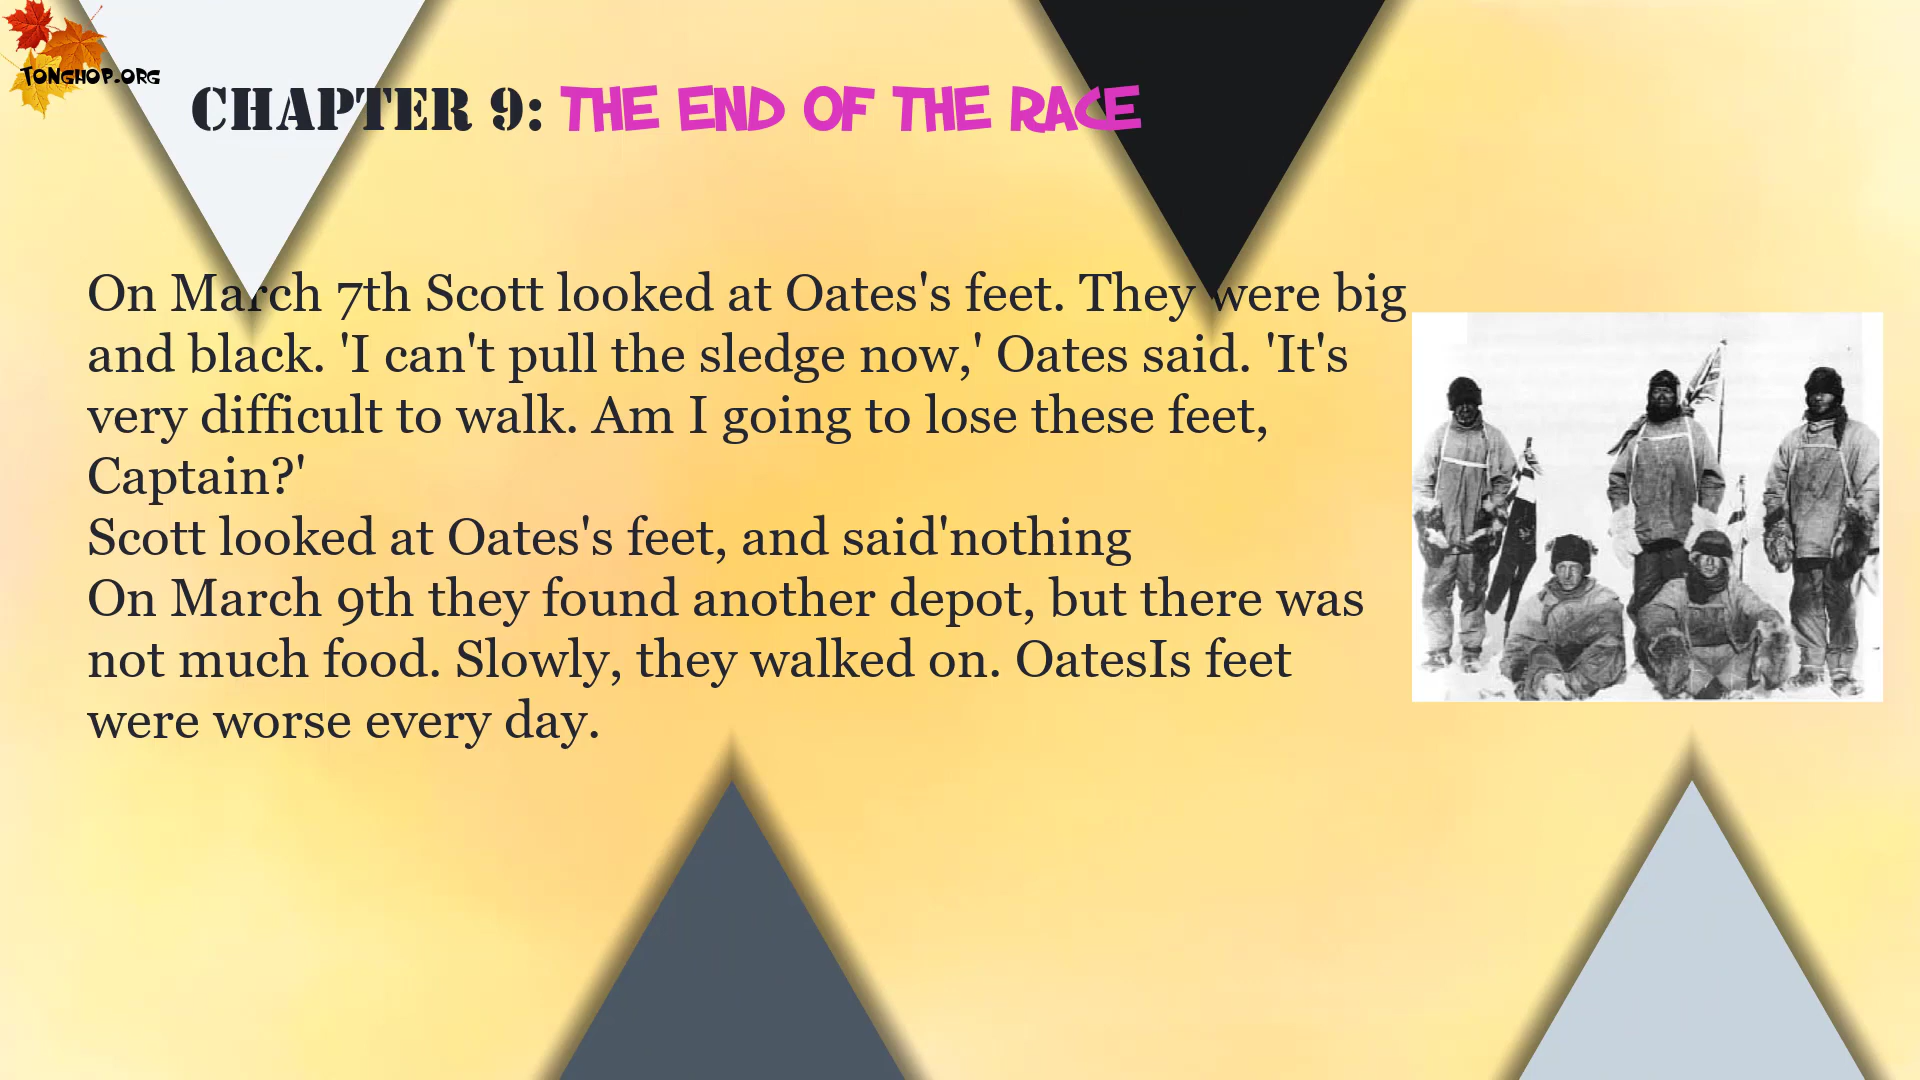 TONGHOP.ORG
CHAPTER 9: THE END OF THE RACE
On March 7th Scott looked at Oates's feet. They were big
and black. 'I can't pull the sledge now,' Oates said. 'It's
very difficult to walk. Am I going to lose these feet,
Captain?'
Scott looked at Oates's feet, and said'nothing
On March 9th they found another depot, but there was
not much food. Slowly, they walked on. OatesIs feet
were worse every day.